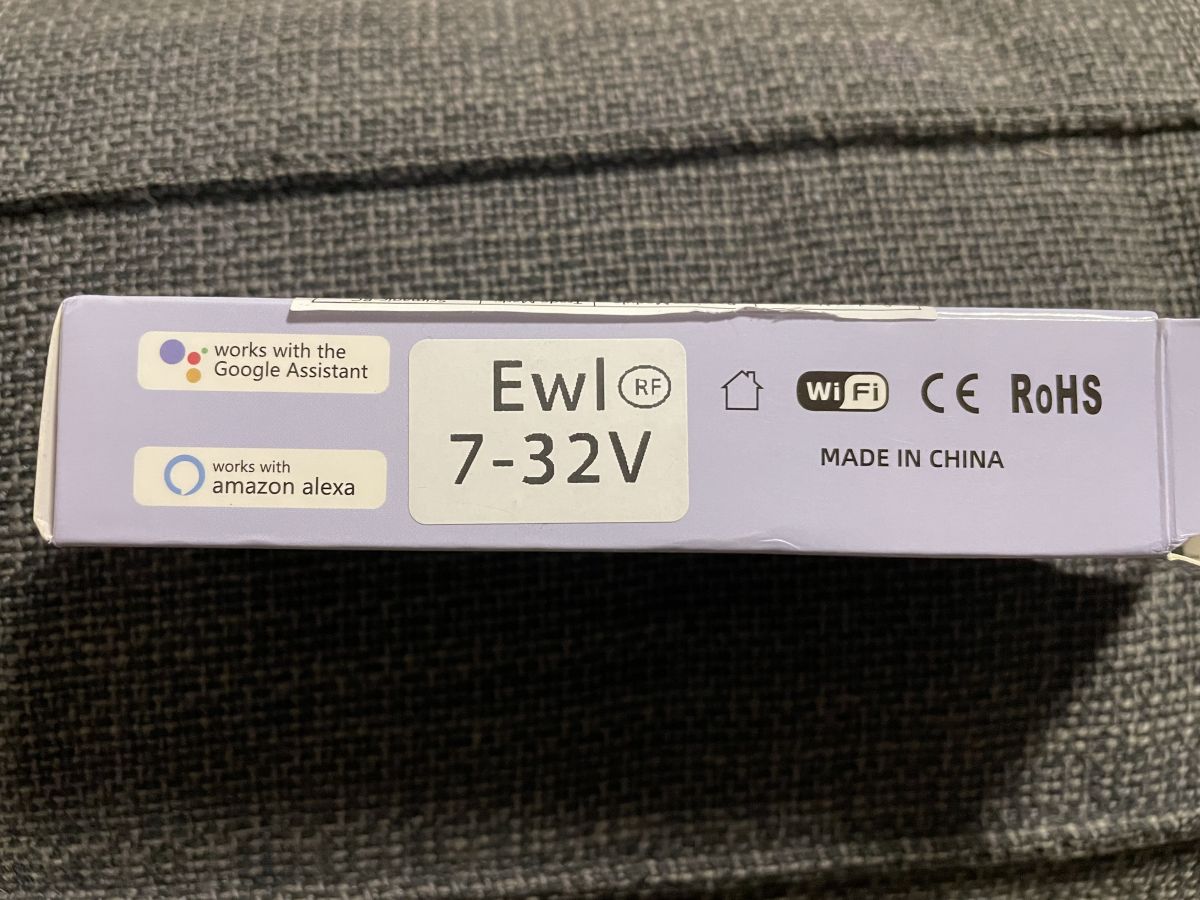 works with the
Google Assistant
works with
amazon alexa
Ewl RF
7-32V
WiFi CE RoHS
MADE IN CHINA